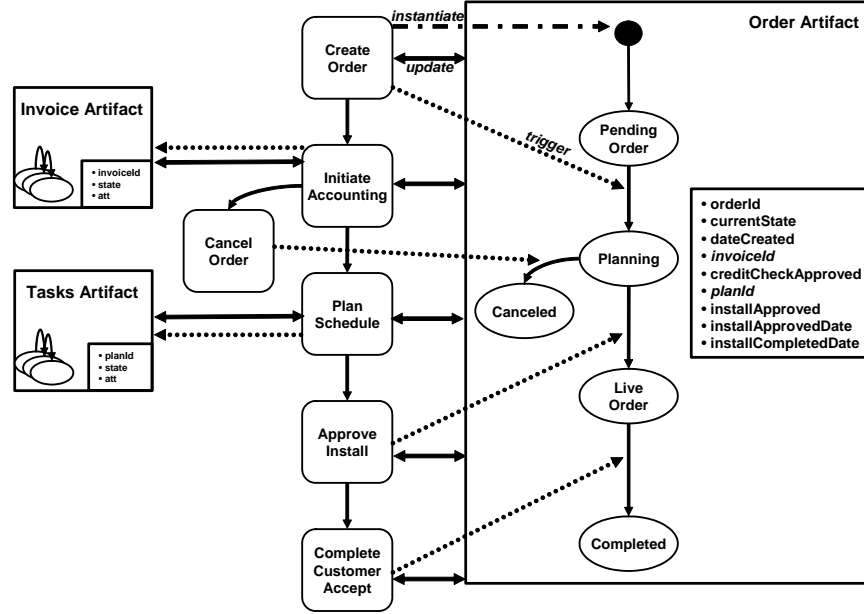 instantiate
Order Artifact
Create
Order
update
Invoice Artifact
• invoiceId
• state
• att
trigger
Pending
Order
Initiate
Accounting
• orderId
• currentState
• dateCreated
• invoiceId
• creditCheckApproved
• planId
• installApproved
• installApprovedDate
• installCompletedDate
Cancel
Order
Planning
Tasks Artifact
• planId
• state
• att
Plan
Schedule
Canceled
Live
Order
Approve
Install
Completed
Complete
Customer
Accept